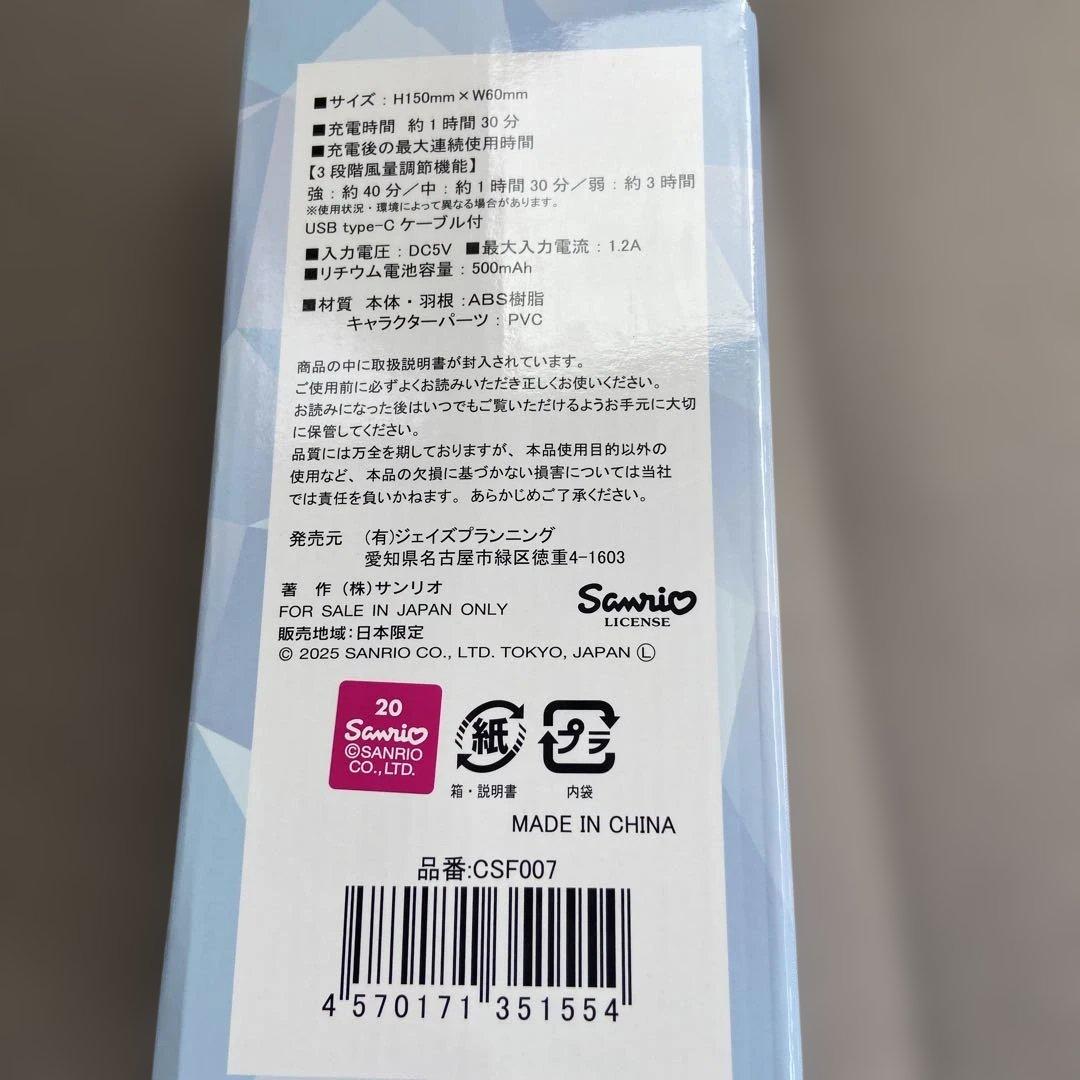 ■サイズ：H150mm×W60mm
■充電時間 約1時間30分
■充電後の最大連続使用時間
【3段階風量調節機能】
強：約40分／中：約1時間30分／弱：約3時間
※使用状況・環境によって異なる場合があります。
USB type-C ケーブル付
■入力電圧：DC5V ■最大入力電流：1.2A
■リチウム電池容量：500mAh
■材質 本体・羽根：ABS樹脂
キャラクターパーツ：PVC
商品の中に取扱説明書が封入されています。
ご使用前に必ずよくお読みいただき正しくお使いください。
お読みになった後はいつでもご覧いただけるようお手元に大切
に保管してください。
品質には万全を期しておりますが、本品使用目的以外の
使用など、本品の欠損に基づかない損害については当社
では責任を負いかねます。あらかじめご了承ください。
発売元 (有)ジェイズプランニング
愛知県名古屋市緑区徳重4-1603
著 作 (株)サンリオ
FOR SALE IN JAPAN ONLY
販売地域:日本限定
© 2025 SANRIO CO., LTD. TOKYO, JAPAN Ⓛ
Sanrio
LICENSE
20
Sanrio
©SANRIO
CO.,LTD.
紙
箱・説明書
プラ
内袋
MADE IN CHINA
品番:CSF007
4 570171 351554